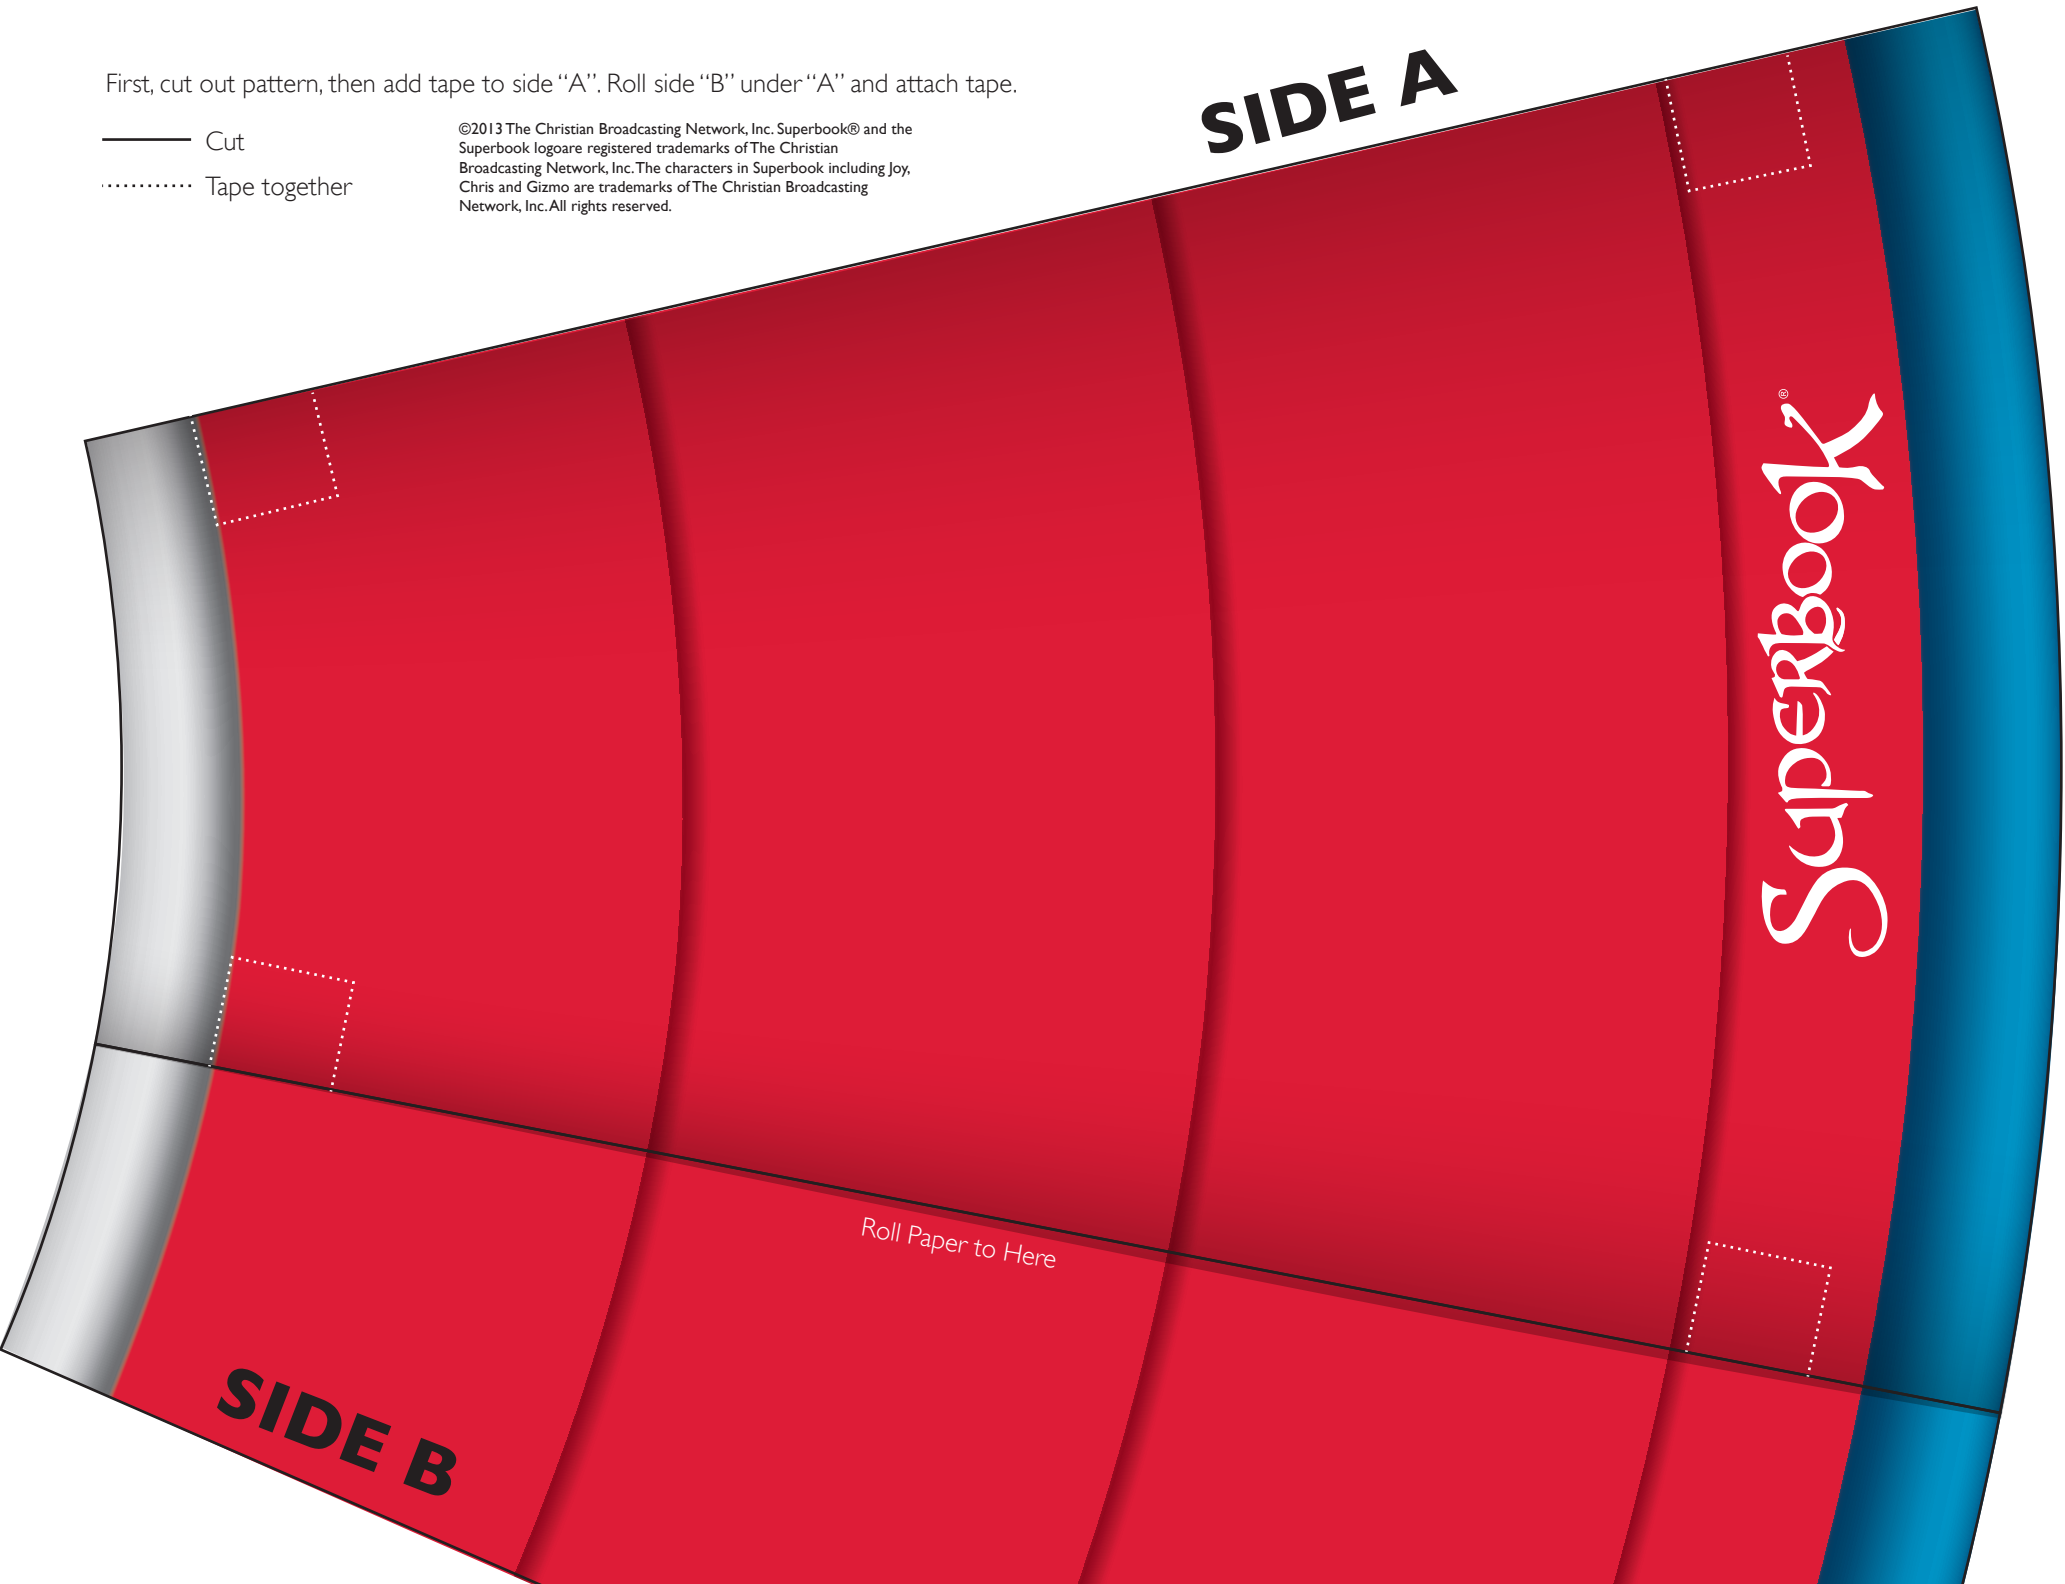 First, cut out pattern, then add tape to side “A”. Roll side “B” under “A” and attach tape.
Cut
Tape together
©2013 The Christian Broadcasting Network, Inc. Superbook® and the
Superbook logoare registered trademarks of The Christian
Broadcasting Network, Inc. The characters in Superbook including Joy,
Chris and Gizmo are trademarks of The Christian Broadcasting
Network, Inc. All rights reserved.
SIDE A
SuperBook®
Roll Paper to Here
SIDE B